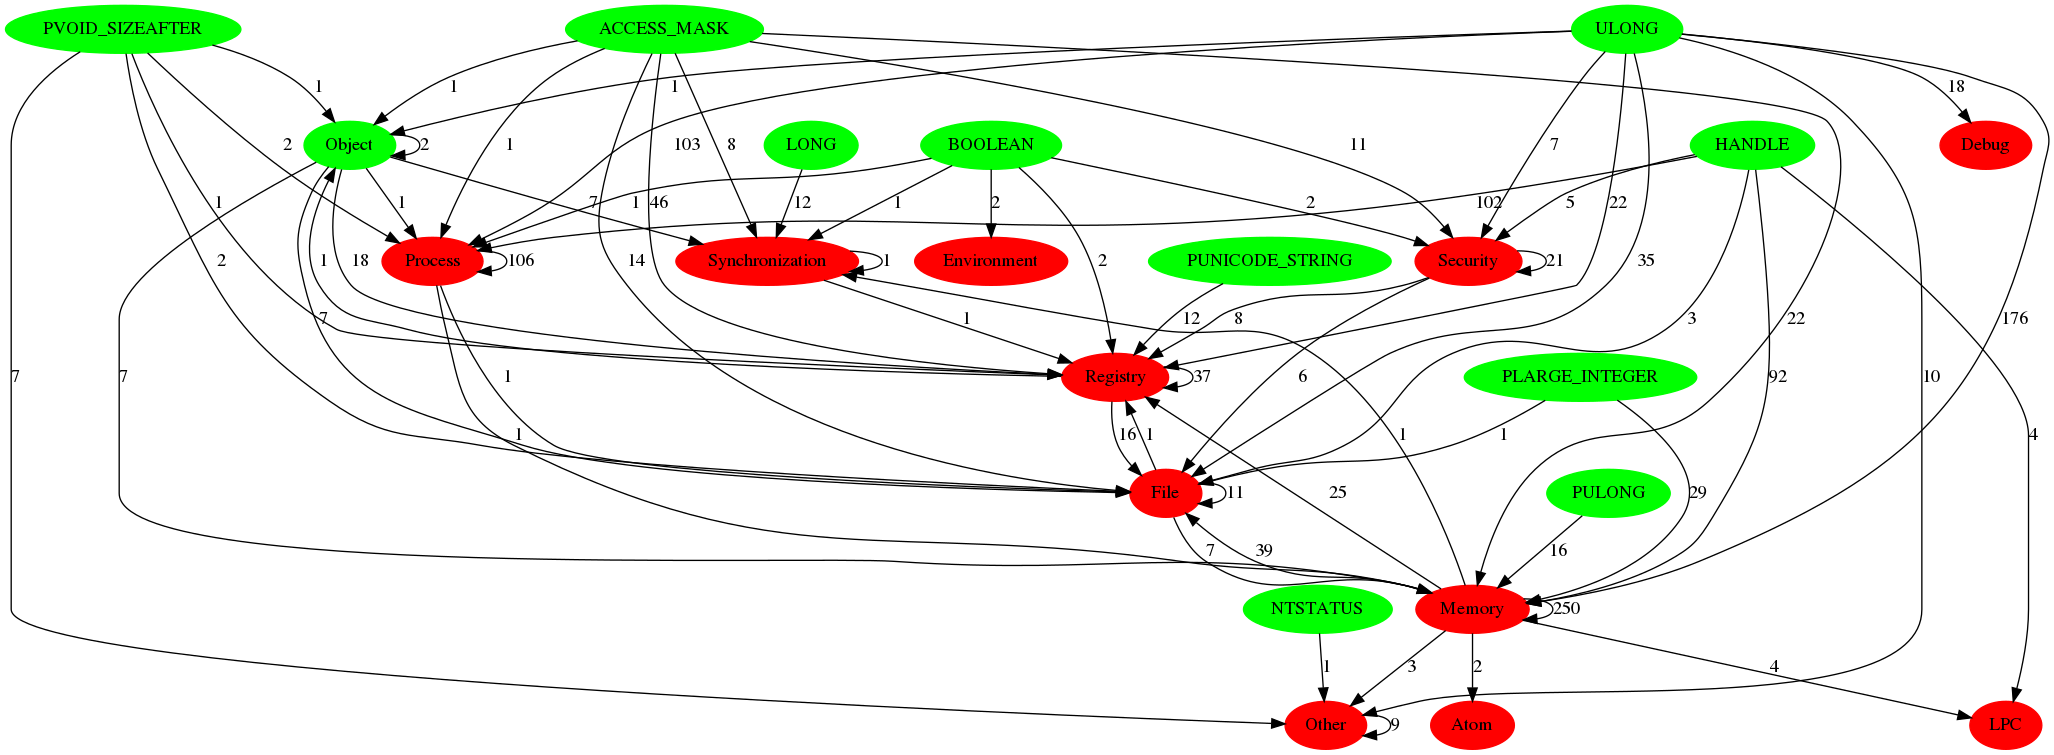 PVOID_SIZEAFTER ACCESS_MASK ULONG
1 1 1 18
Object 2 2 1 103 8 LONG BOOLEAN 11 7 HANDLE Debug
1 1 7 1 46 12 1 2 2 102 5 22
Process 106 2 1 18 14 Synchronization 1 Environment 2 PUNICODE_STRING Security 21 35
7 1 12 8 3 22 176
7 7 1 Registry 37 6 PLARGE_INTEGER 92 10
1 16 1 1 1 4
File 11 25 PULONG 29
7 39 16
NTSTATUS Memory 250
1 3 2 4
Other 9 Atom LPC